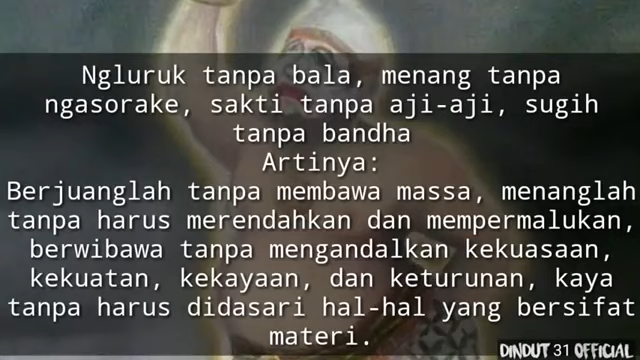 Ngluruk tanpa bala, menang tanpa
ngasorake, sakti tanpa aji-aji, sugih
tanpa bandha
Artinya:
Berjuanglah tanpa membawa massa, menanglah
tanpa harus merendahkan dan mempermalukan,
berwibawa tanpa mengandalkan kekuasaan,
kekuatan, kekayaan, dan keturunan, kaya
tanpa harus didasari hal-hal yang bersifat
materi.
DINDUT 31 OFFICIAL